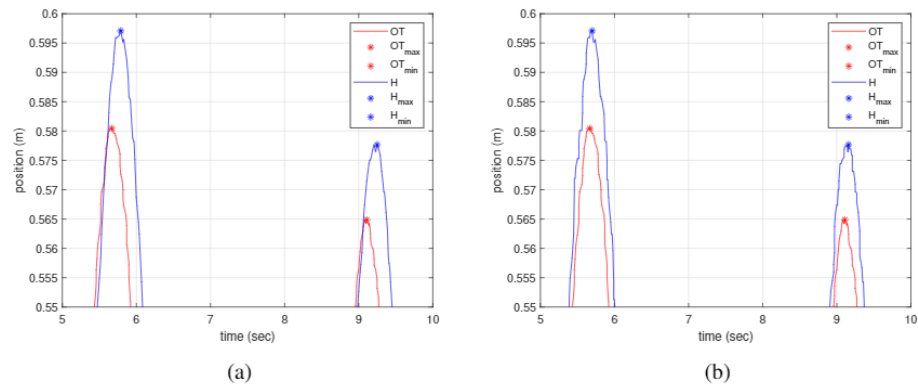 0.6
0.595
0.59
0.585
0.58
0.575
0.57
0.565
0.56
0.555
0.55
position (m)
5 6 7 8 9 10
time (sec)
OT
OTmax
OTmin
H
Hmax
Hmin
(a)
0.6
0.595
0.59
0.585
0.58
0.575
0.57
0.565
0.56
0.555
0.55
position (m)
5 6 7 8 9 10
time (sec)
OT
OTmax
OTmin
H
Hmax
Hmin
(b)